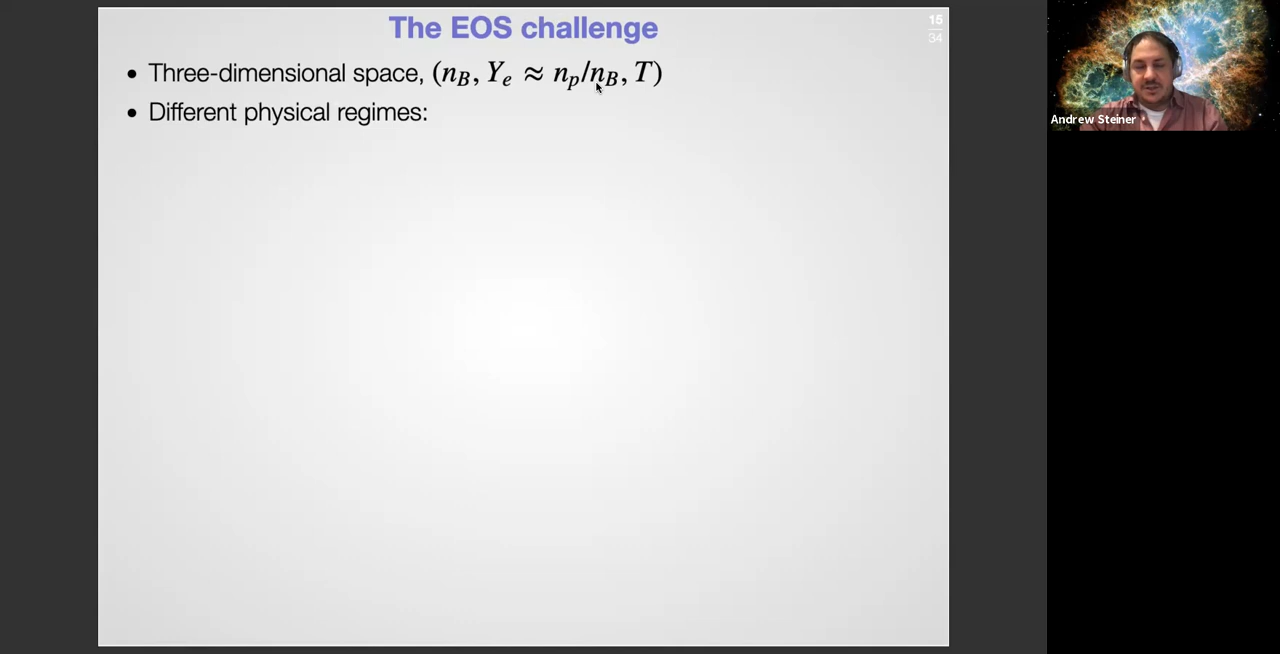 The EOS challenge
15
34
• Three-dimensional space, (n_B, Y_e ≈ n_p/n_B, T)
• Different physical regimes:
Andrew Steiner